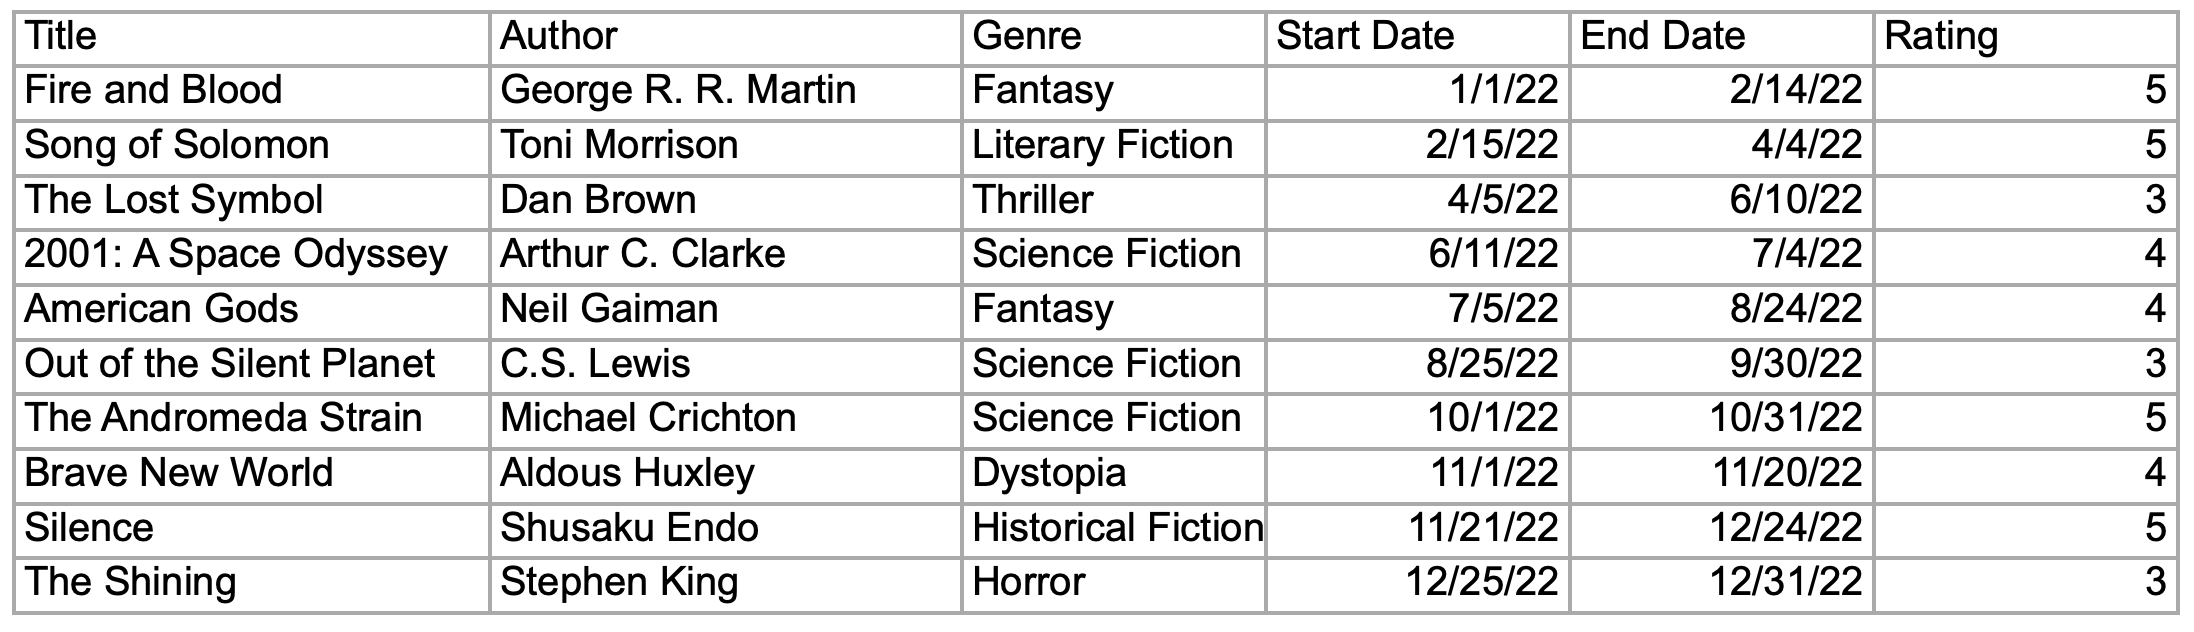 Title Author Genre Start Date End Date Rating
Fire and Blood George R. R. Martin Fantasy 1/1/22 2/14/22 5
Song of Solomon Toni Morrison Literary Fiction 2/15/22 4/4/22 5
The Lost Symbol Dan Brown Thriller 4/5/22 6/10/22 3
2001: A Space Odyssey Arthur C. Clarke Science Fiction 6/11/22 7/4/22 4
American Gods Neil Gaiman Fantasy 7/5/22 8/24/22 4
Out of the Silent Planet C.S. Lewis Science Fiction 8/25/22 9/30/22 3
The Andromeda Strain Michael Crichton Science Fiction 10/1/22 10/31/22 5
Brave New World Aldous Huxley Dystopia 11/1/22 11/20/22 4
Silence Shusaku Endo Historical Fiction 11/21/22 12/24/22 5
The Shining Stephen King Horror 12/25/22 12/31/22 3